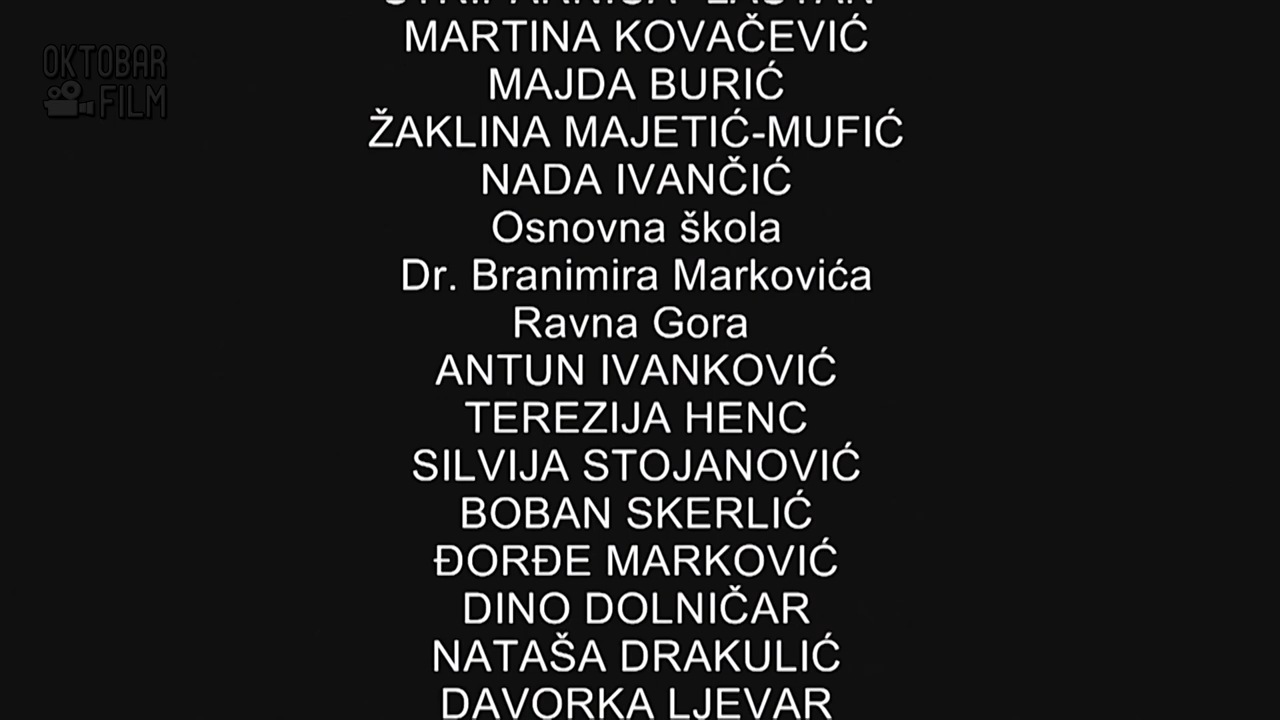 OKTOBAR
FILM
MARTINA KOVAČEVIĆ
MAJDA BURIĆ
ŽAKLINA MAJETIĆ-MUFIĆ
NADA IVANČIĆ
Osnovna škola
Dr. Branimira Markovića
Ravna Gora
ANTUN IVANKOVIĆ
TEREZIJA HENC
SILVIJA STOJANOVIĆ
BOBAN SKERLIĆ
ĐORĐE MARKOVIĆ
DINO DOLNIČAR
NATAŠA DRAKULIĆ
DAVORKA LJEVAR